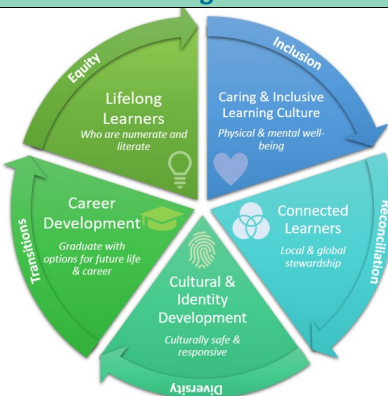 Equity
Lifelong
Learners
Who are numerate and
literate
Inclusion
Caring & Inclusive
Learning Culture
Physical & mental well-
being
Reconciliation
Connected
Learners
Local & global
stewardship
Diversity
Cultural &
Identity
Development
Culturally safe &
responsive
Transitions
Career
Development
Graduate with
options for future life
& career